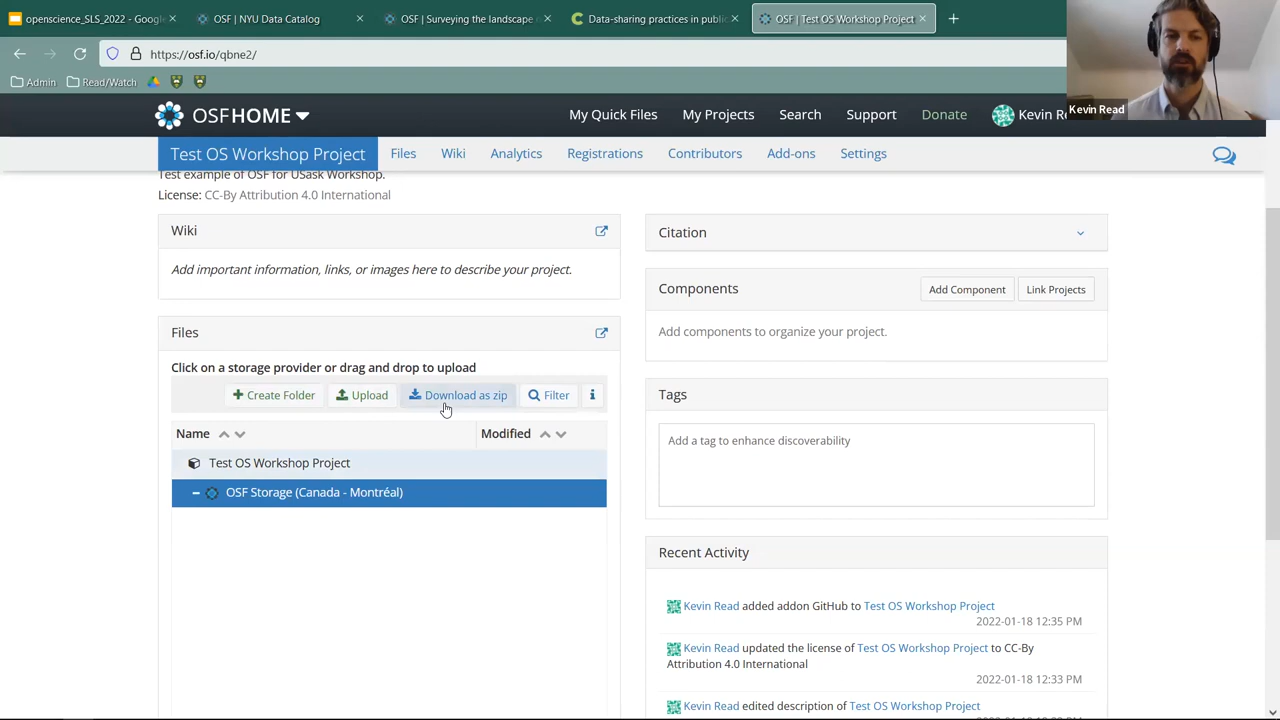 openscience_SLS_2022 - Goog
OSF | NYU Data Catalog
OSF | Surveying the landscape
Data-sharing practices in publi
OSF | Test OS Workshop Project
https://osf.io/qbne2/
Admin
Read/Watch
Kevin Read
OSFHOME
My Quick Files
My Projects
Search
Support
Donate
Kevin Re
Test OS Workshop Project
Files
Wiki
Analytics
Registrations
Contributors
Add-ons
Settings
Test example of OSF for USask Workshop.
License: CC-By Attribution 4.0 International
Wiki
Add important information, links, or images here to describe your project.
Files
Click on a storage provider or drag and drop to upload
Create Folder
Upload
Download as zip
Filter
Name
Modified
Test OS Workshop Project
OSF Storage (Canada - Montréal)
Citation
Components
Add Component
Link Projects
Add components to organize your project.
Tags
Add a tag to enhance discoverability
Recent Activity
Kevin Read added addon GitHub to Test OS Workshop Project
2022-01-18 12:35 PM
Kevin Read updated the license of Test OS Workshop Project to CC-By
Attribution 4.0 International
2022-01-18 12:33 PM
Kevin Read edited description of Test OS Workshop Project